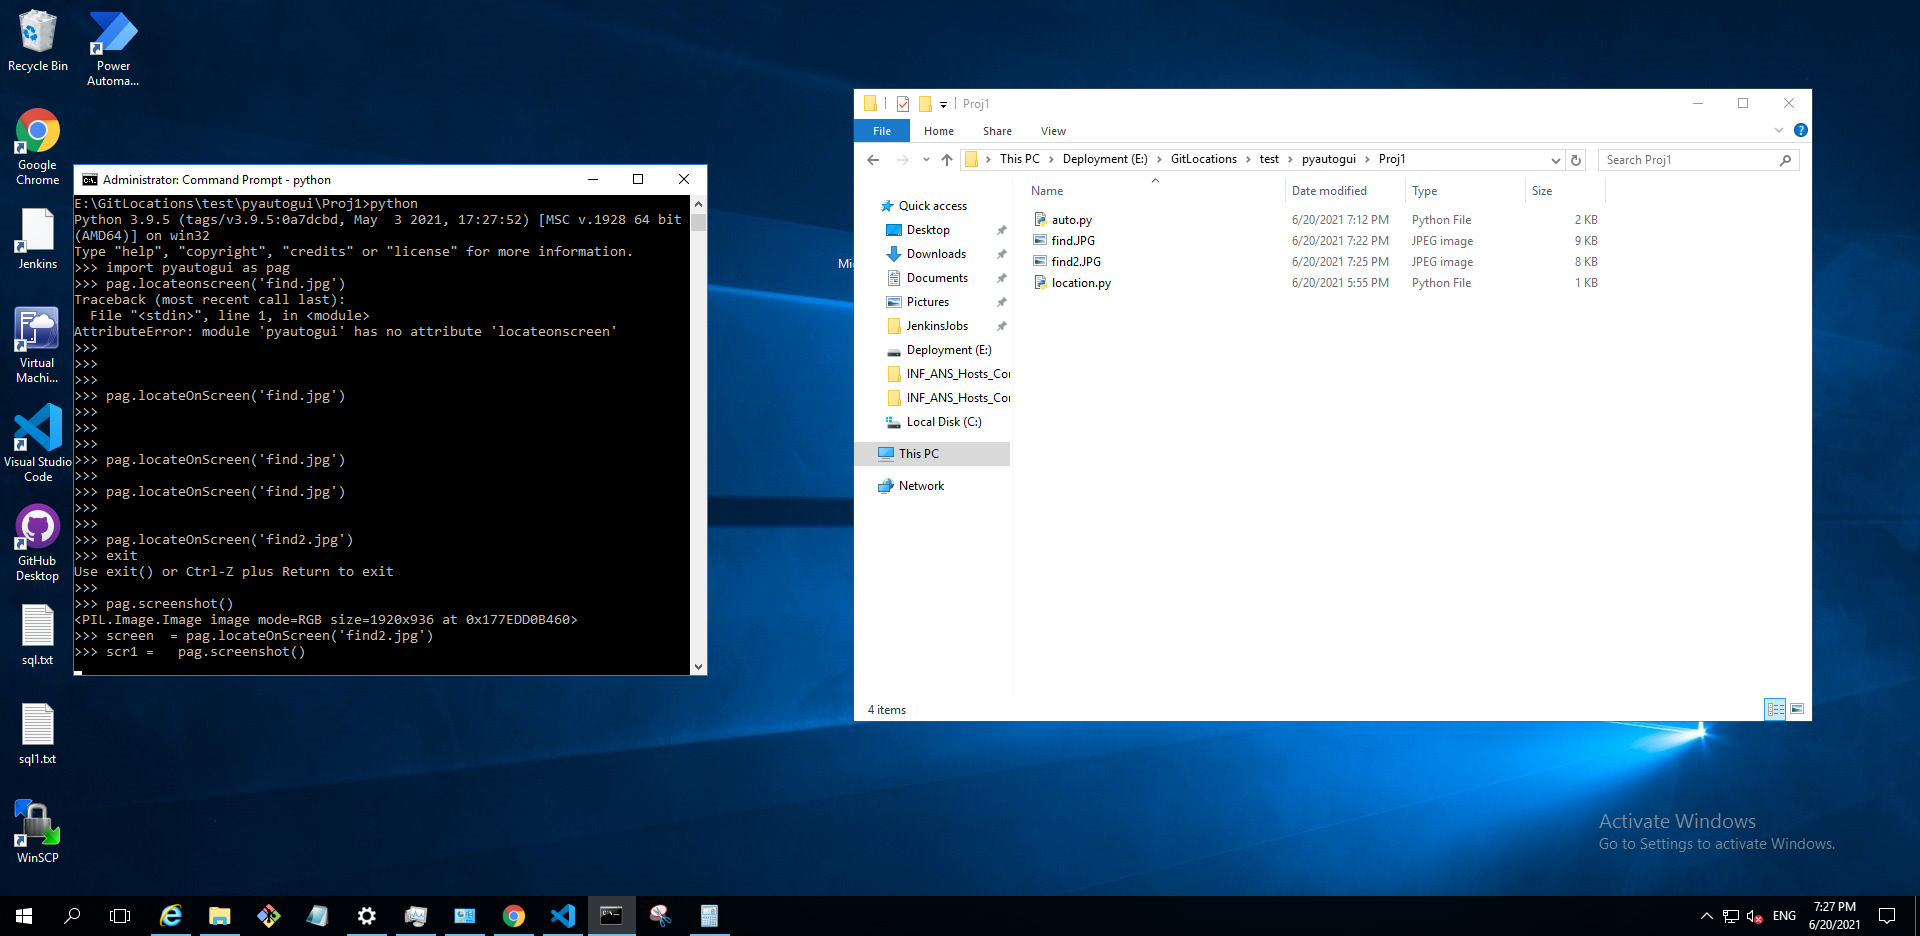 Recycle Bin
Power
Automa...
Google
Chrome
Jenkins
Virtual
Machi...
Visual Studio
Code
GitHub
Desktop
sql.txt
sql1.txt
WinSCP
Administrator: Command Prompt - python
E:\GitLocations\test\pyautogui\Proj1>python
Python 3.9.5 (tags/v3.9.5:0a7dcbd, May  3 2021, 17:27:52) [MSC v.1928 64 bit
(AMD64)] on win32
Type "help", "copyright", "credits" or "license" for more information.
>>> import pyautogui as pag
>>> pag.locateonscreen('find.jpg')
Traceback (most recent call last):
  File "<stdin>", line 1, in <module>
AttributeError: module 'pyautogui' has no attribute 'locateonscreen'
>>>
>>>
>>>
>>> pag.locateOnScreen('find.jpg')
>>>
>>>
>>>
>>> pag.locateOnScreen('find.jpg')
>>>
>>> pag.locateOnScreen('find.jpg')
>>>
>>>
>>> pag.locateOnScreen('find2.jpg')
>>> exit
Use exit() or Ctrl-Z plus Return to exit
>>>
>>> pag.screenshot()
<PIL.Image.Image image mode=RGB size=1920x936 at 0x177EDD0B460>
>>> screen  = pag.locateOnScreen('find2.jpg')
>>> scr1 =   pag.screenshot()
Mi
Proj1
File Home Share View
This PC > Deployment (E:) > GitLocations > test > pyautogui > Proj1
Search Proj1
Quick access
Desktop
Downloads
Documents
Pictures
JenkinsJobs
Deployment (E:)
INF_ANS_Hosts_Co
INF_ANS_Hosts_Co
Local Disk (C:)
This PC
Network
Name Date modified Type Size
auto.py 6/20/2021 7:12 PM Python File 2 KB
find.JPG 6/20/2021 7:22 PM JPEG image 9 KB
find2.JPG 6/20/2021 7:25 PM JPEG image 8 KB
location.py 6/20/2021 5:55 PM Python File 1 KB
4 items
Activate Windows
Go to Settings to activate Windows.
ENG
7:27 PM
6/20/2021